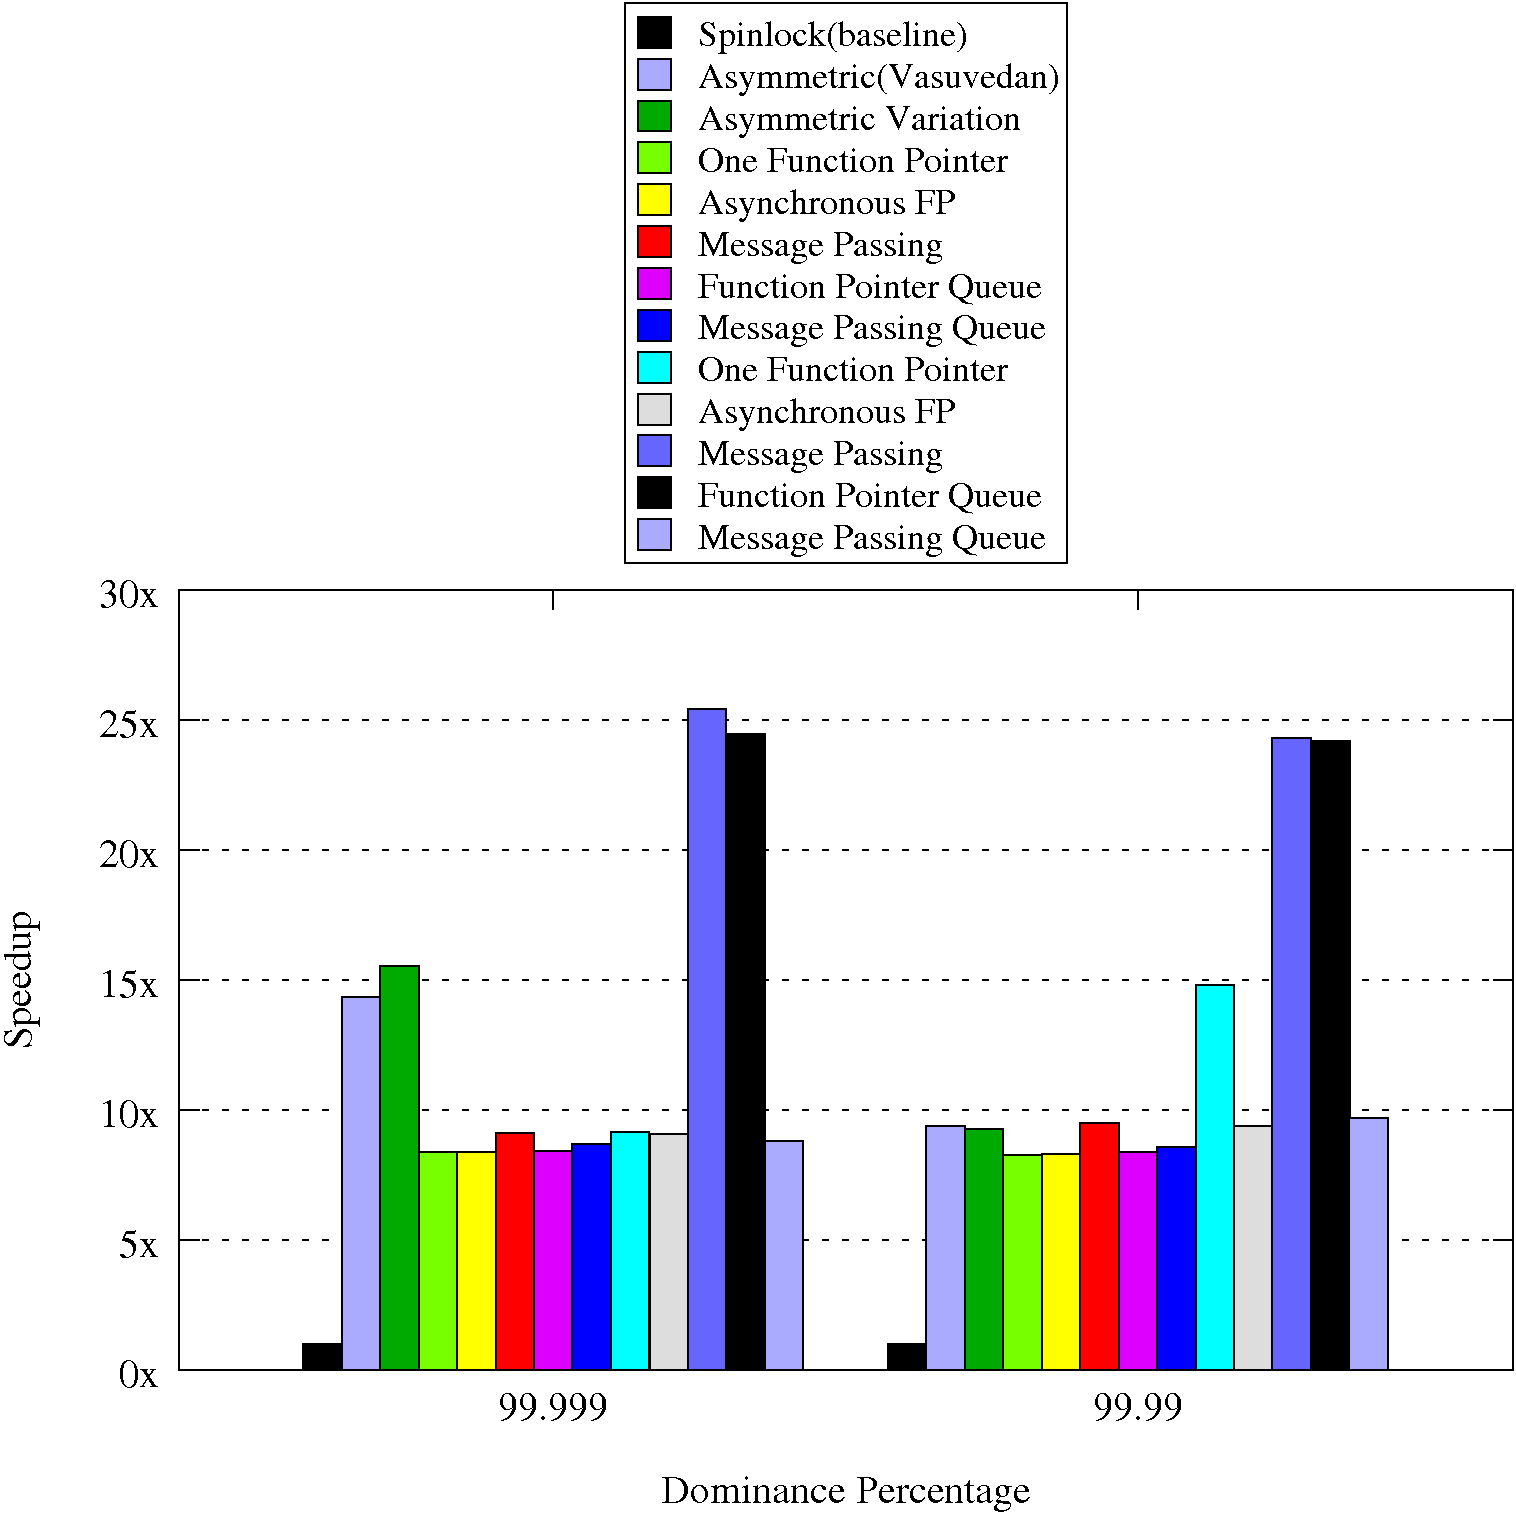 Spinlock(baseline)
Asymmetric(Vasuvedan)
Asymmetric Variation
One Function Pointer
Asynchronous FP
Message Passing
Function Pointer Queue
Message Passing Queue
One Function Pointer
Asynchronous FP
Message Passing
Function Pointer Queue
Message Passing Queue
30x
25x
20x
15x
10x
5x
0x
Speedup
99.999
99.99
Dominance Percentage